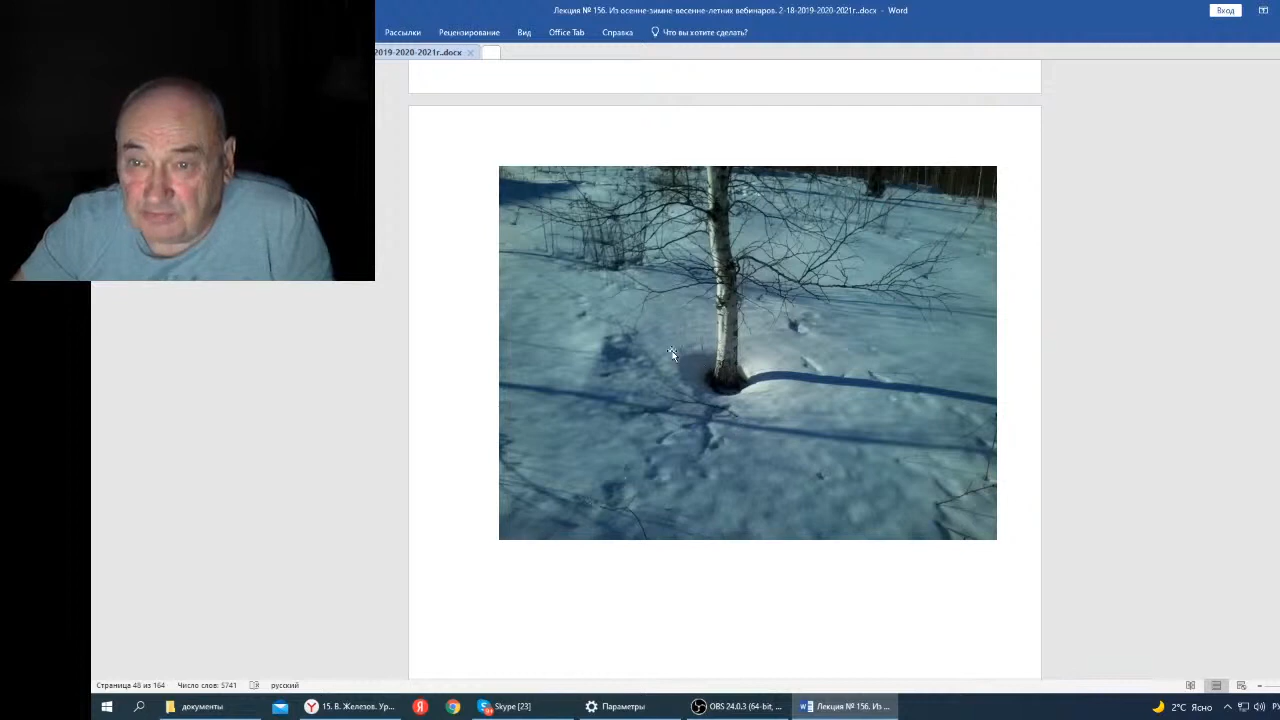 Лекция № 156. Из осенне-зимне-весенне-летних вебинаров. 2-18-2019-2020-2021г..docx - Word
Вход
Рассылки Рецензирование Вид Office Tab Справка Что вы хотите сделать?
2019-2020-2021г..docx
Страница 48 из 164 Число слов: 5741 русский
документы 15. В. Железов. Ур... Skype [23] Параметры OBS 24.0.3 (64-bit, ... Лекция № 156. Из ... 2°C Ясно